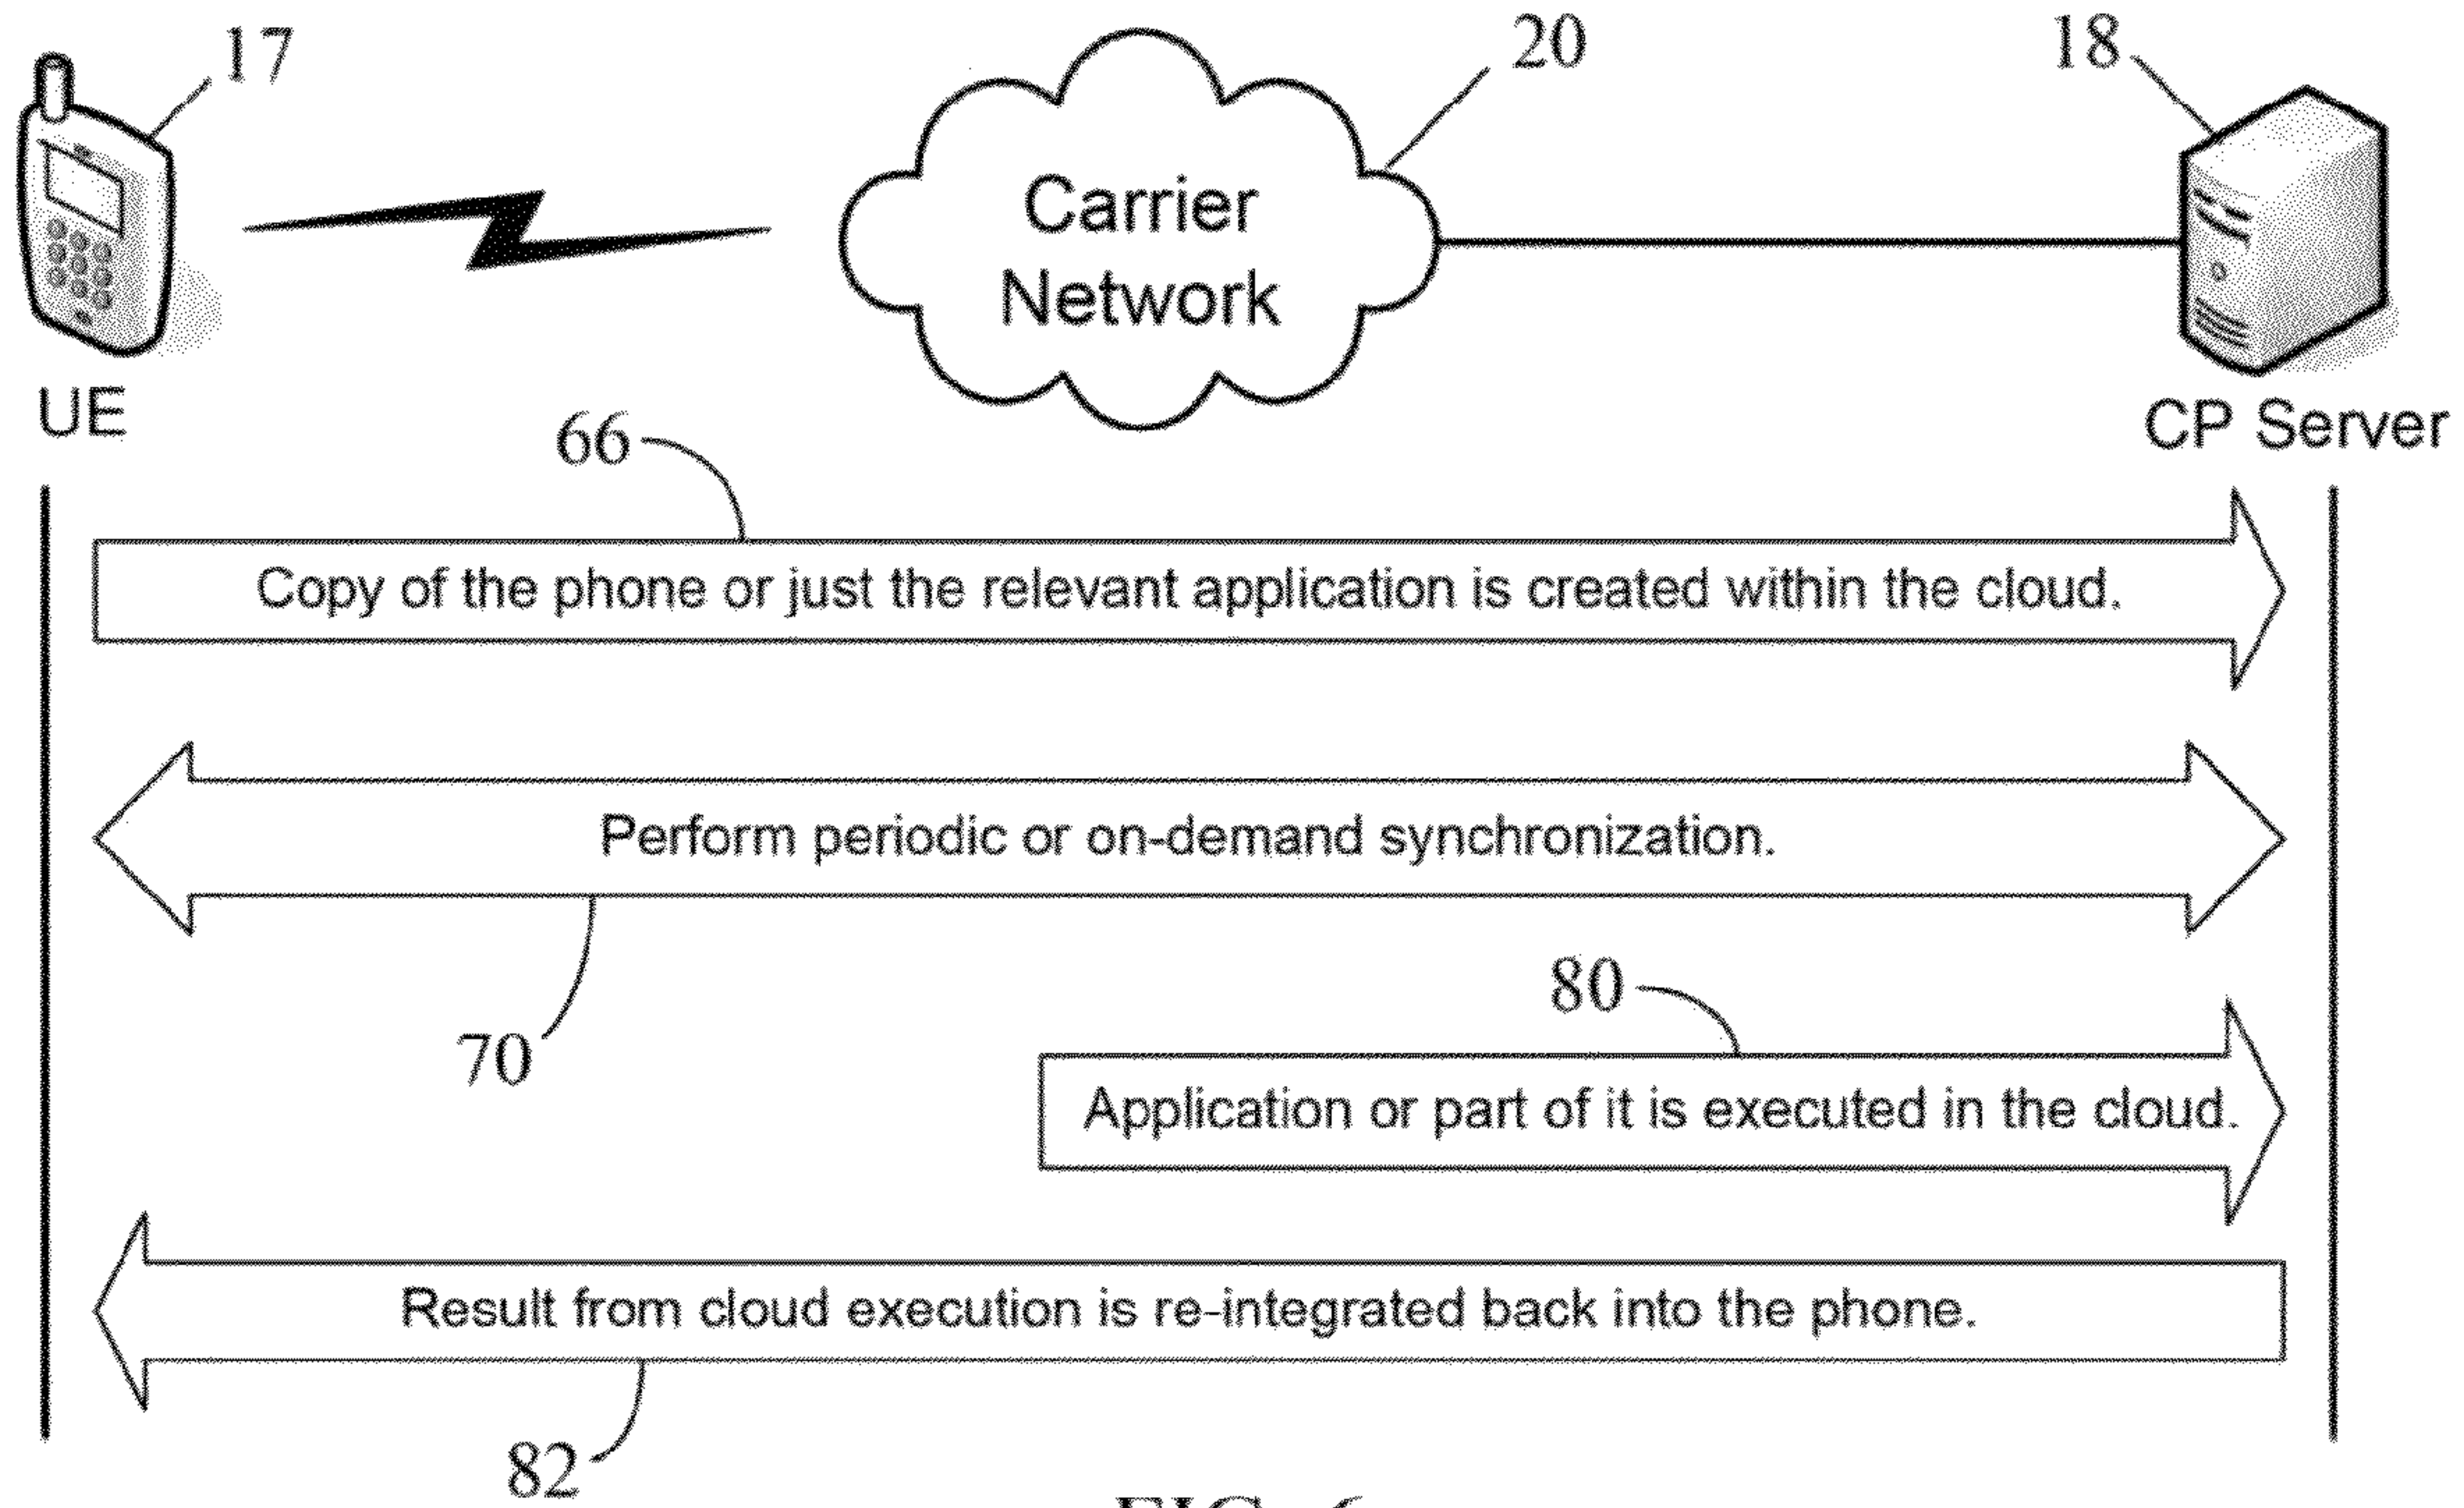 17
20
18
Carrier
Network
UE
CP Server
66
Copy of the phone or just the relevant application is created within the cloud.
Perform periodic or on-demand synchronization.
70
80
Application or part of it is executed in the cloud.
Result from cloud execution is re-integrated back into the phone.
82